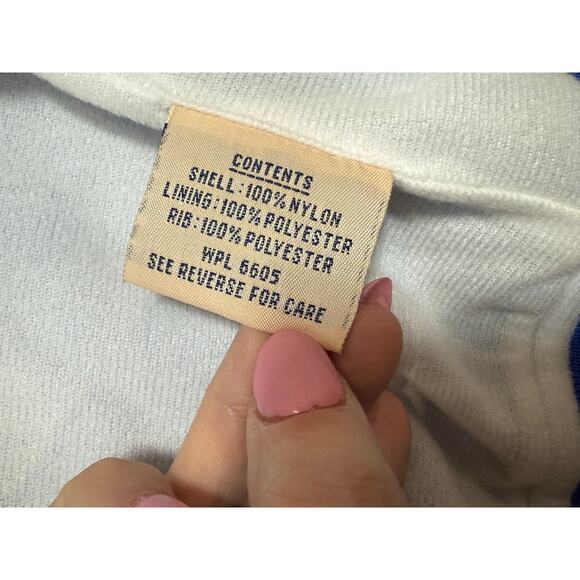 CONTENTS
SHELL: 100% NYLON
LINING: 100% POLYESTER
RIB: 100% POLYESTER
WPL 6605
SEE REVERSE FOR CARE